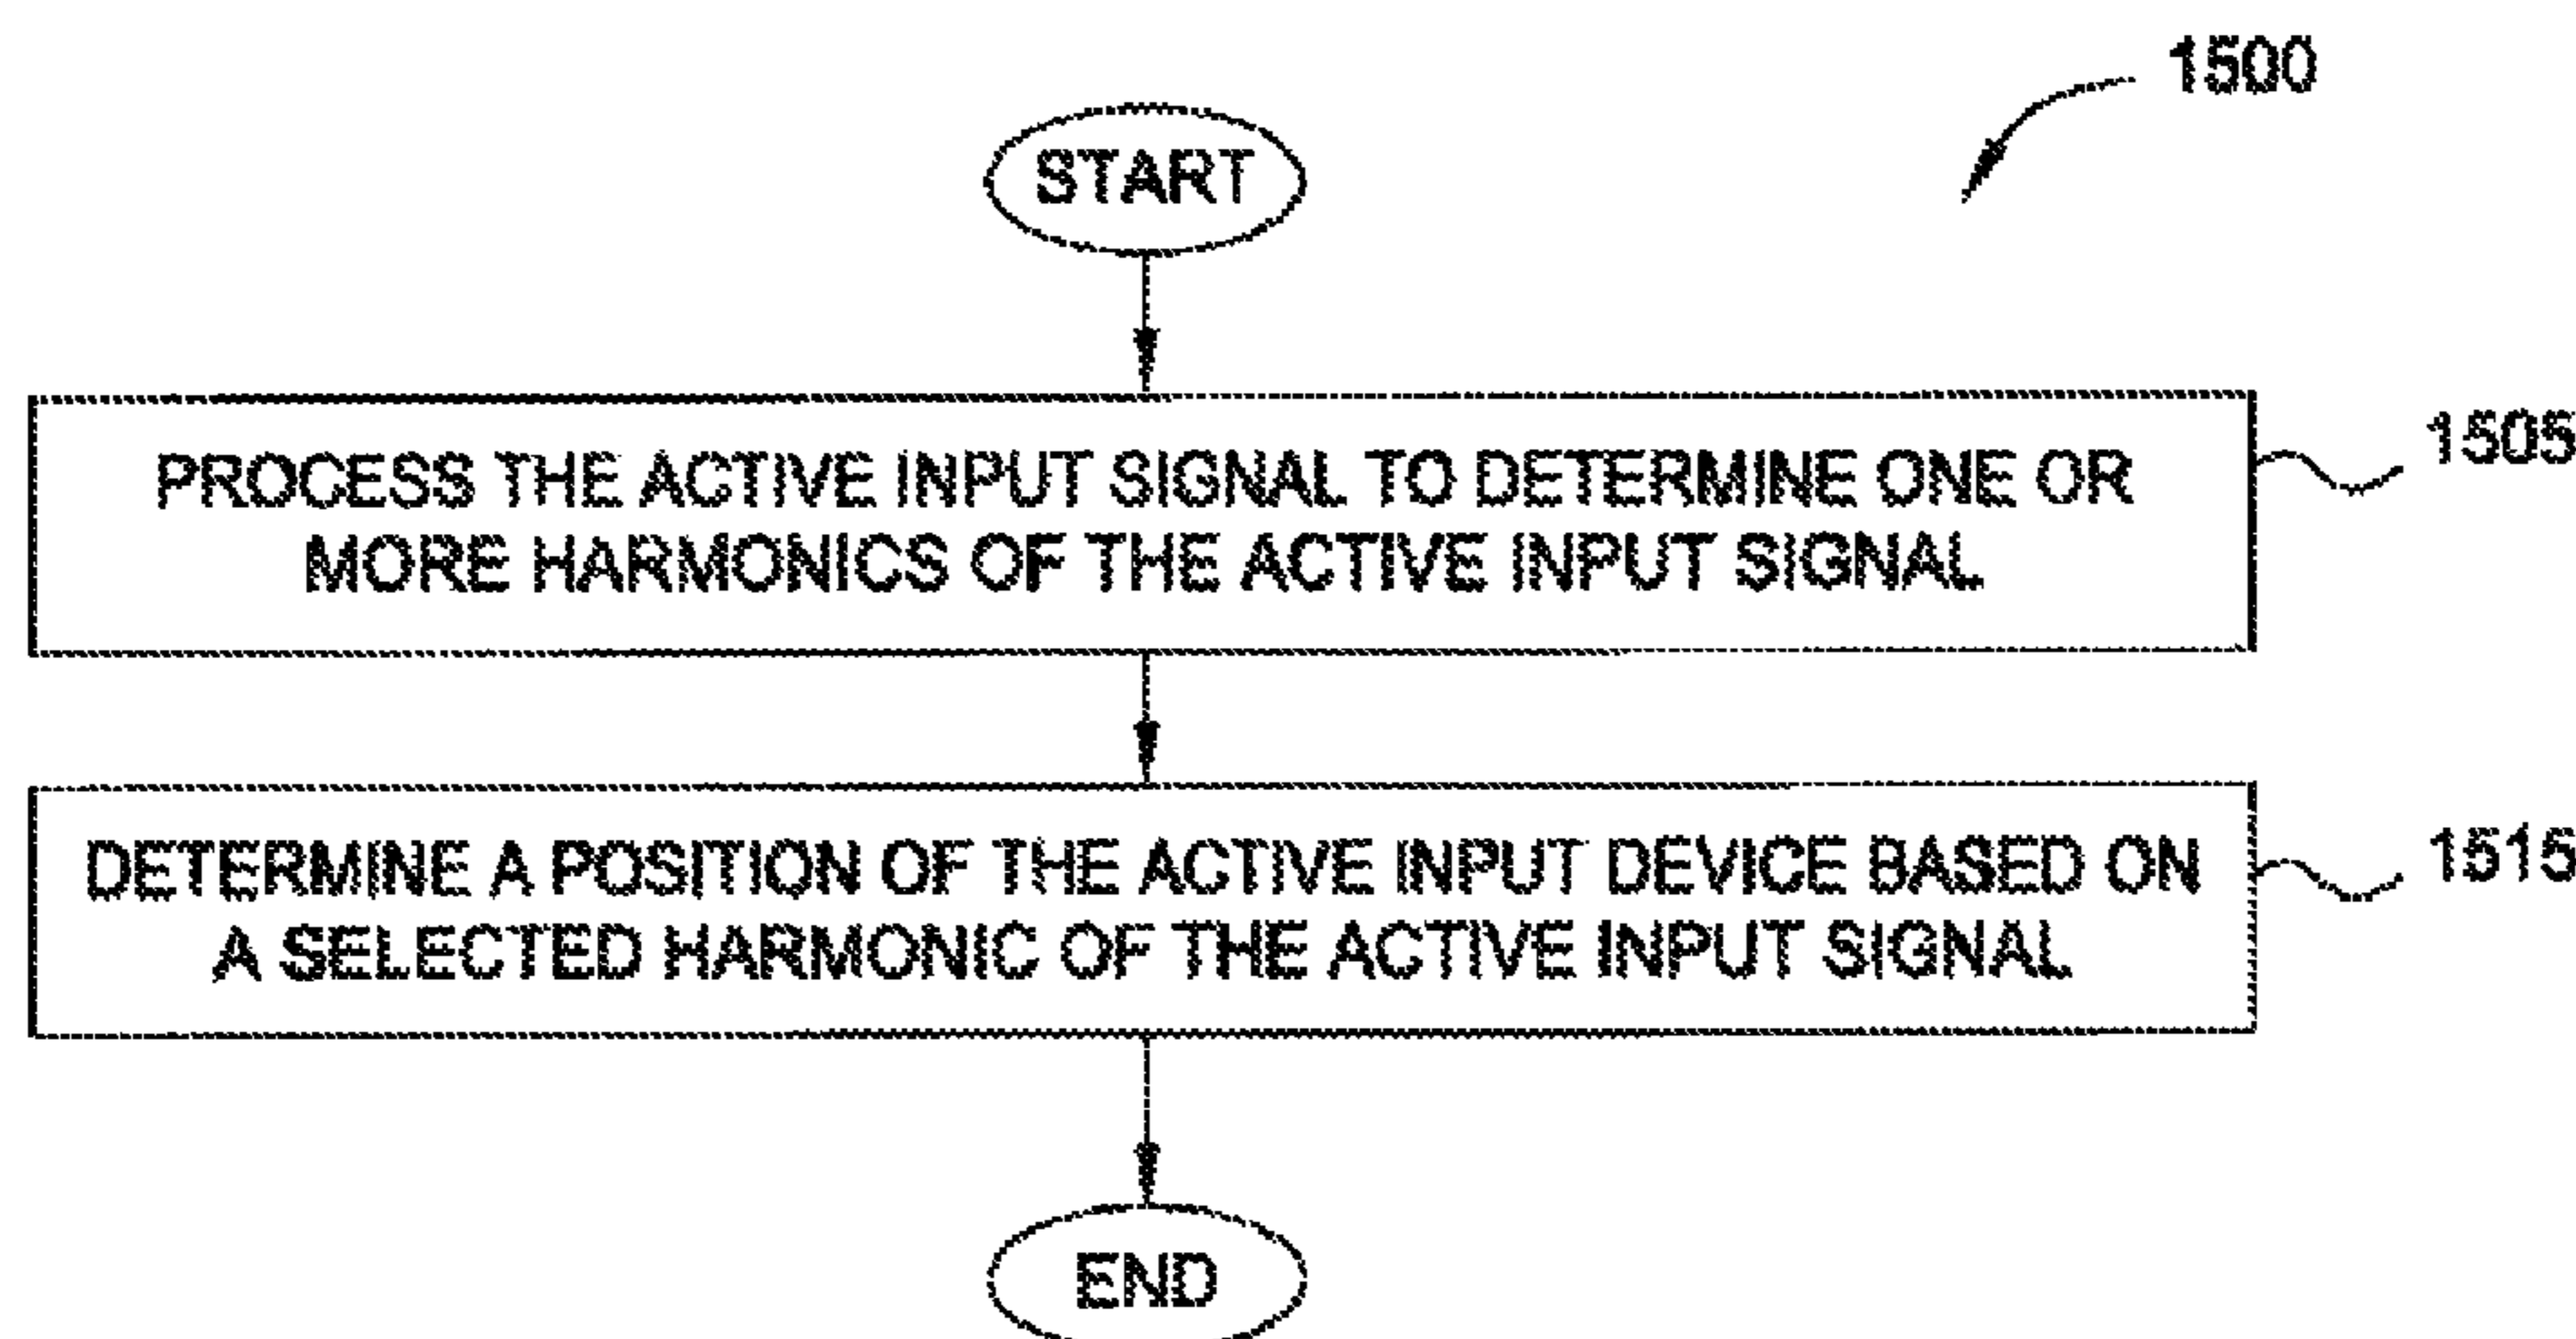 1500
START
PROCESS THE ACTIVE INPUT SIGNAL TO DETERMINE ONE OR
MORE HARMONICS OF THE ACTIVE INPUT SIGNAL
1505
DETERMINE A POSITION OF THE ACTIVE INPUT DEVICE BASED ON
A SELECTED HARMONIC OF THE ACTIVE INPUT SIGNAL
1515
END